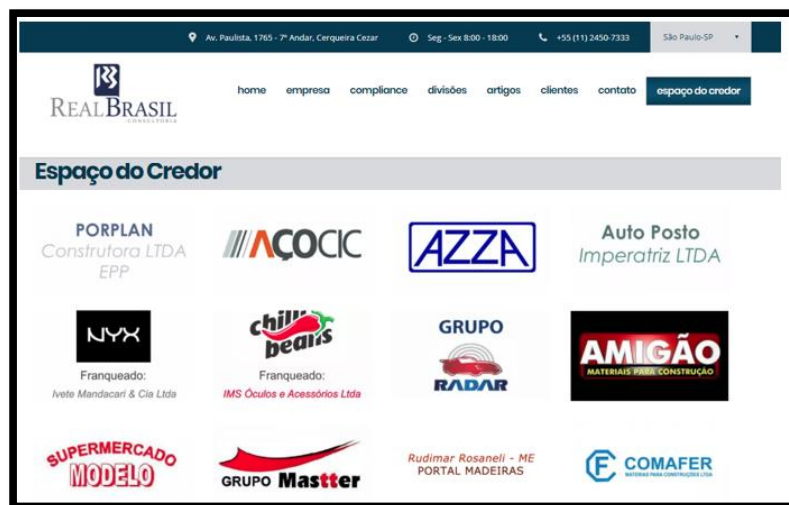 Av. Paulista, 1765 - 7º Andar, Cerqueira Cezar Seg - Sex 8:00 - 18:00 +55 (11) 2450-7333 São Paulo-SP
REALBRASIL
CONSULTORIA
home empresa compliance divisões artigos clientes contato espaço do credor
Espaço do Credor
PORPLAN
Construtora LTDA
EPP
AÇOCIC
AZZA
Auto Posto
Imperatriz LTDA
NYX
Franqueado:
Ivete Mandacari & Cia Ltda
chilli
beans
Franqueado:
IMS Óculos e Acessórios Ltda
GRUPO
RADAR
AMIGÃO
MATERIAIS PARA CONSTRUÇÃO
SUPERMERCADO
MODELO
GRUPO Mastter
Rudimar Rosaneli - ME
PORTAL MADEIRAS
COMAFER
MATERIAIS PARA CONSTRUÇÕES LTDA